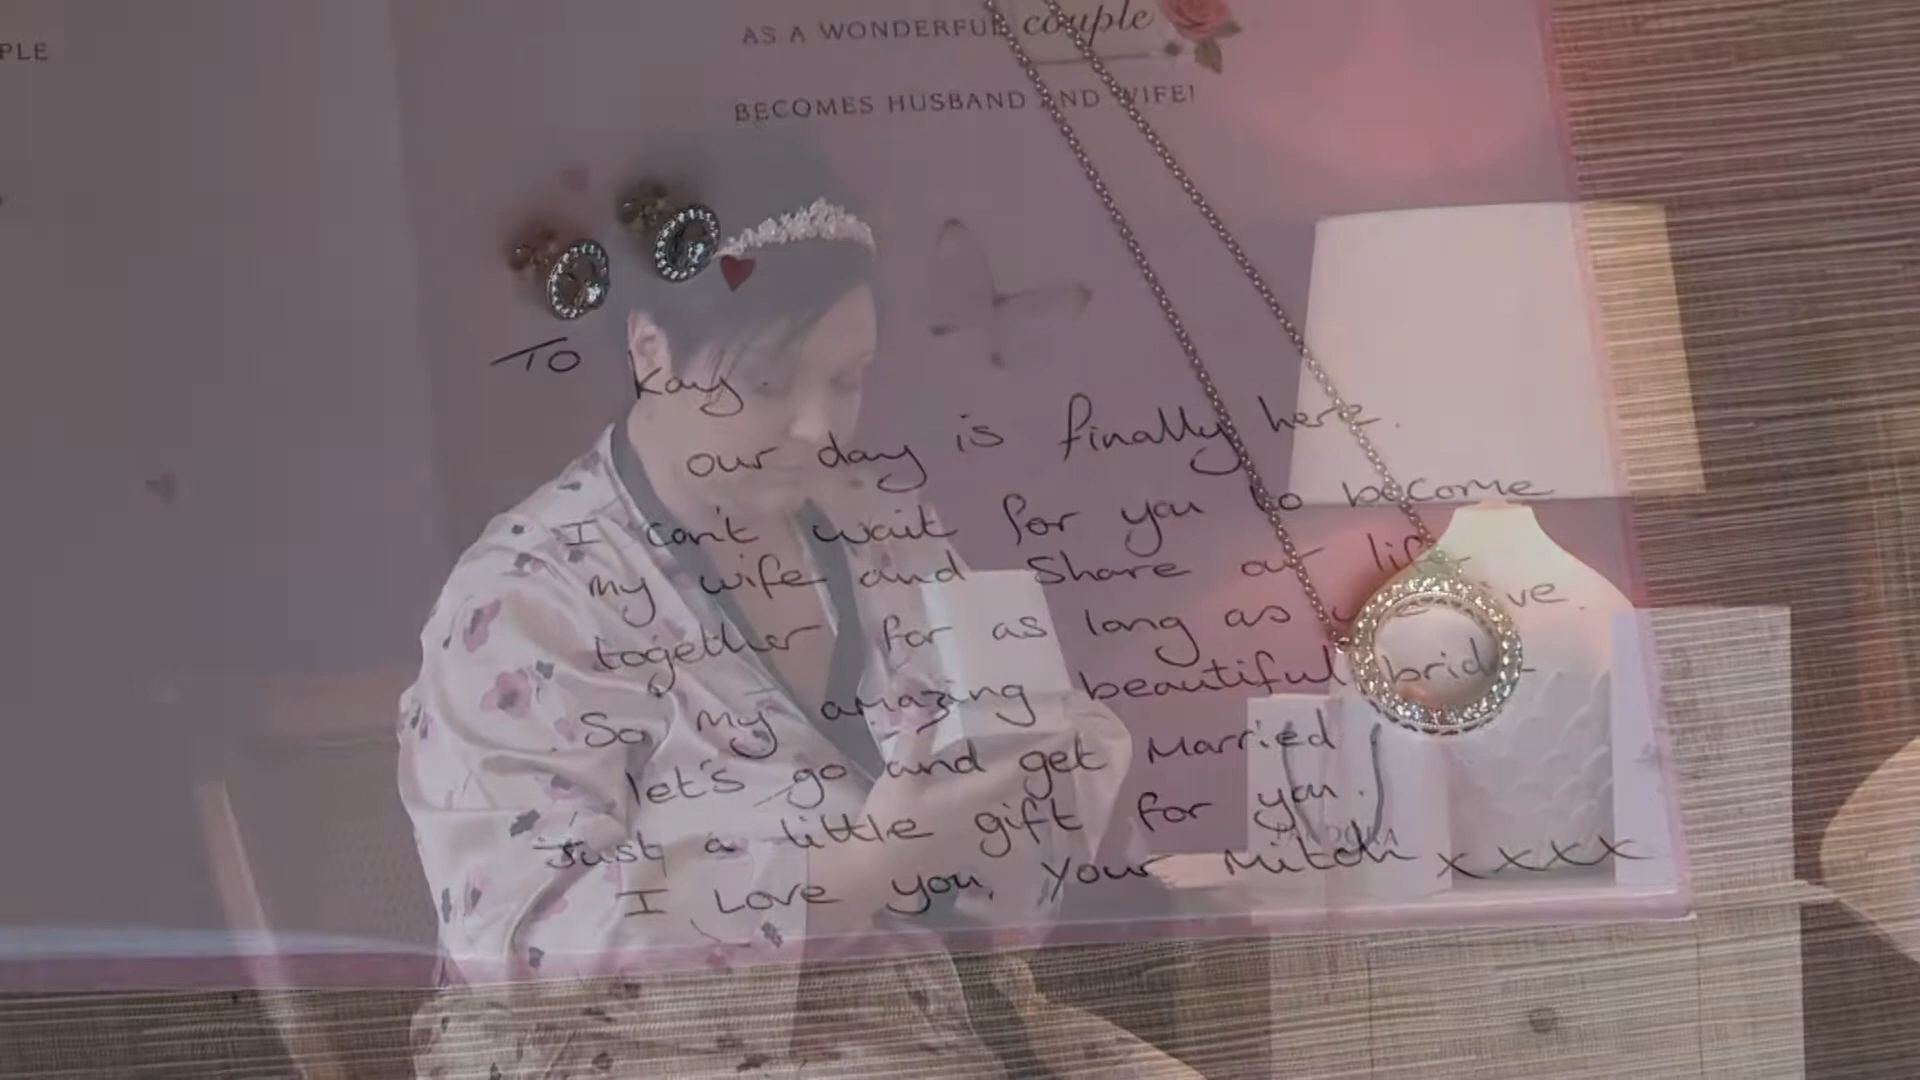 PLE
AS A WONDERFUL couple
BECOMES HUSBAND AND WIFE!
To
Kay.
our day is finally here.
I can't wait for you to become
my wife and Share our life
together for as long as we live.
So, my amazing beautiful bride
let's go and get Married
Just a little gift for you.
PANDORA
I Love you, Your Mitch xxxx